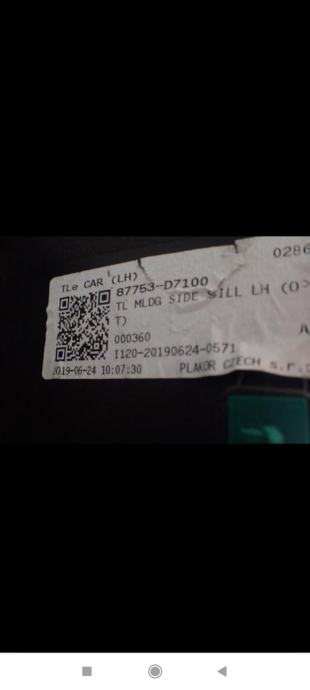 0286
TLe CAR (LH)
87753-D7100
TL MLDG SIDE SILL LH (O
T)
000360
A
I120-20190624-0571
2019-06-24 10:07:30
PLAKOR CZECH s.r.